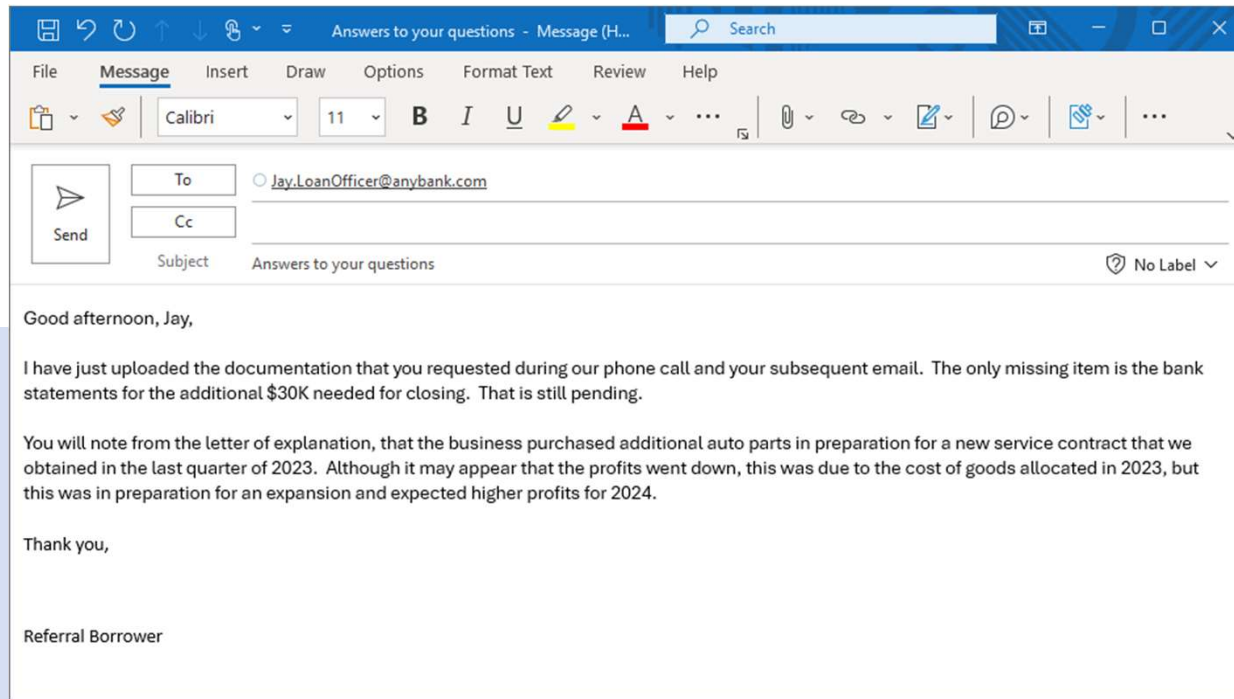 Answers to your questions - Message (H...
Search
File Message Insert Draw Options Format Text Review Help
Calibri 11 B I U A ...
Send
To Jay.LoanOfficer@anybank.com
Cc
Subject Answers to your questions No Label
Good afternoon, Jay,
I have just uploaded the documentation that you requested during our phone call and your subsequent email. The only missing item is the bank
statements for the additional $30K needed for closing. That is still pending.
You will note from the letter of explanation, that the business purchased additional auto parts in preparation for a new service contract that we
obtained in the last quarter of 2023. Although it may appear that the profits went down, this was due to the cost of goods allocated in 2023, but
this was in preparation for an expansion and expected higher profits for 2024.
Thank you,
Referral Borrower